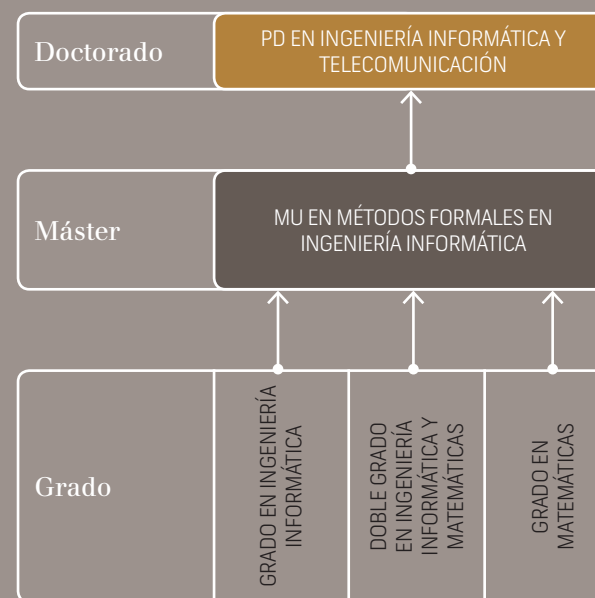 Doctorado
PD EN INGENIERÍA INFORMÁTICA Y
TELECOMUNICACIÓN
Máster
MU EN MÉTODOS FORMALES EN
INGENIERÍA INFORMÁTICA
Grado
GRADO EN INGENIERÍA
INFORMÁTICA
DOBLE GRADO
EN INGENIERÍA
INFORMÁTICA Y
MATEMÁTICAS
GRADO EN
MATEMÁTICAS